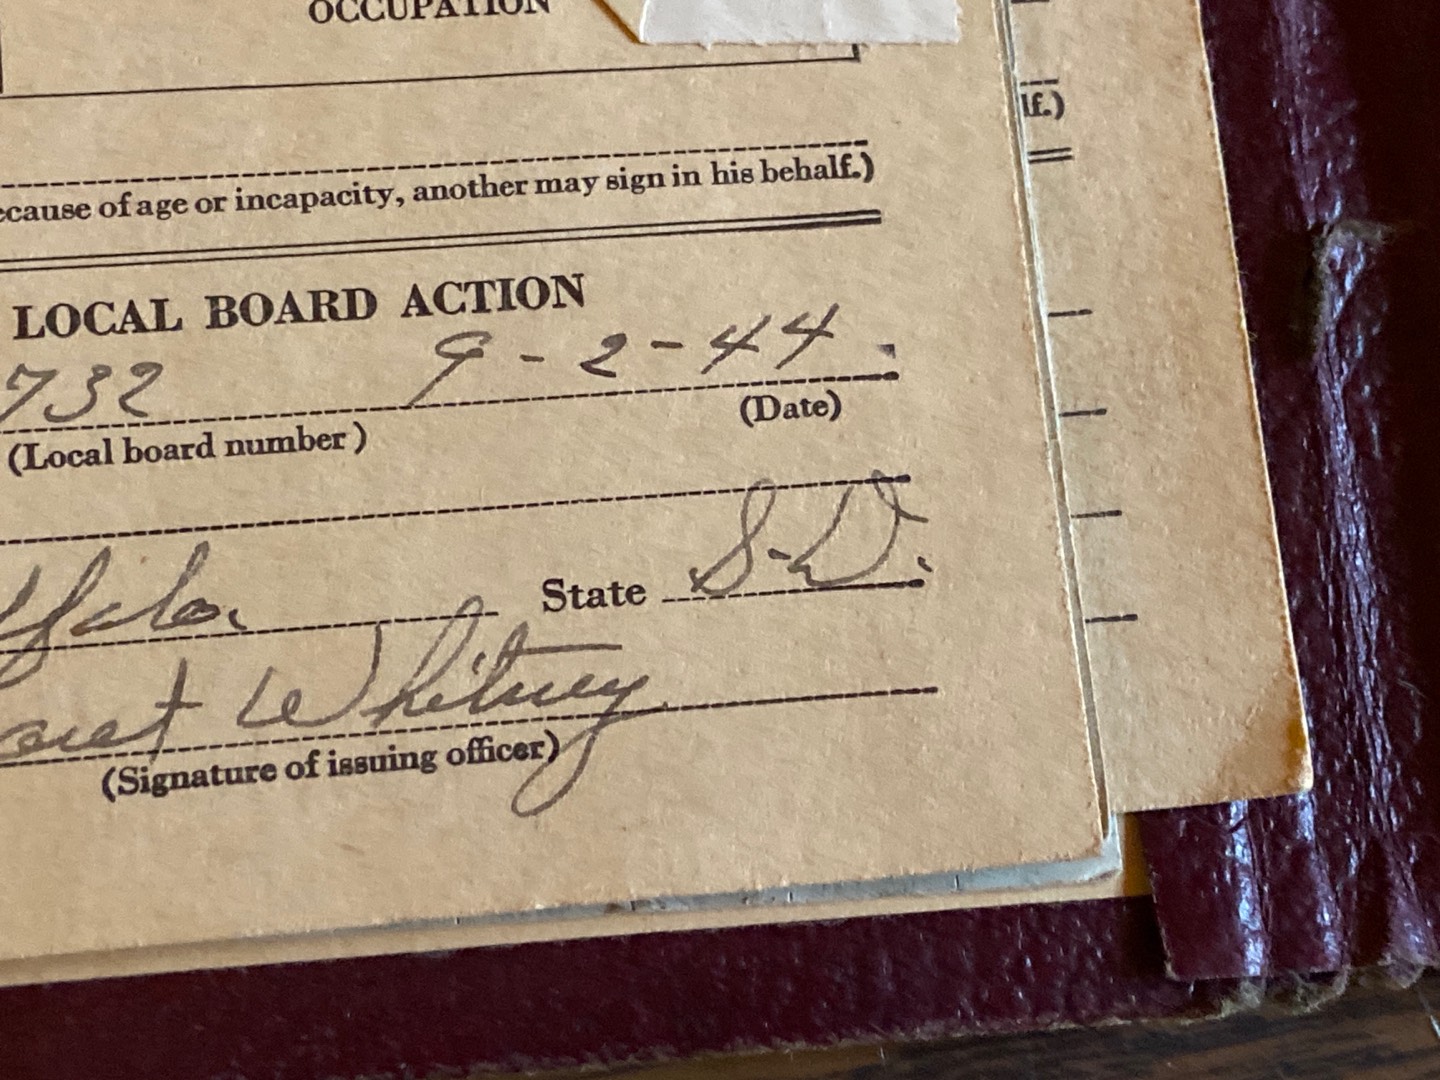 OCCUPATION
lf.)
ecause of age or incapacity, another may sign in his behalf.)
LOCAL BOARD ACTION
732 9-2-44.
(Local board number) (Date)
State S-D.
Whitney
(Signature of issuing officer)